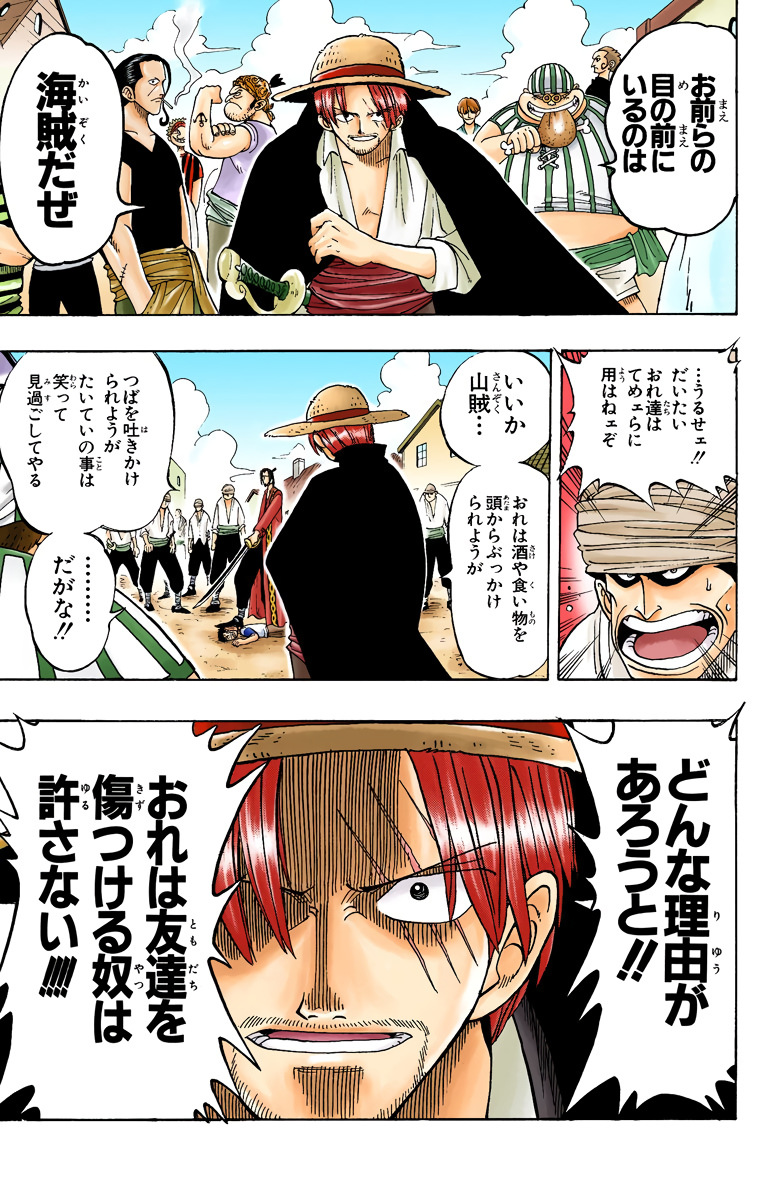 お前らの
目の前に
いるのは
海賊だぜ
…うるせェ!!
だいたい
おれ達は
てめェらに
用はねェぞ
いいか
山賊…
おれは酒や食い物を
頭からぶっかけ
られようが
つばを吐きかけ
られようが
たいていの事は
笑って
見過ごしてやる
………
だがな!!
どんな理由が
あろうと!!
おれは友達を
傷つける奴は
許さない!!!!!